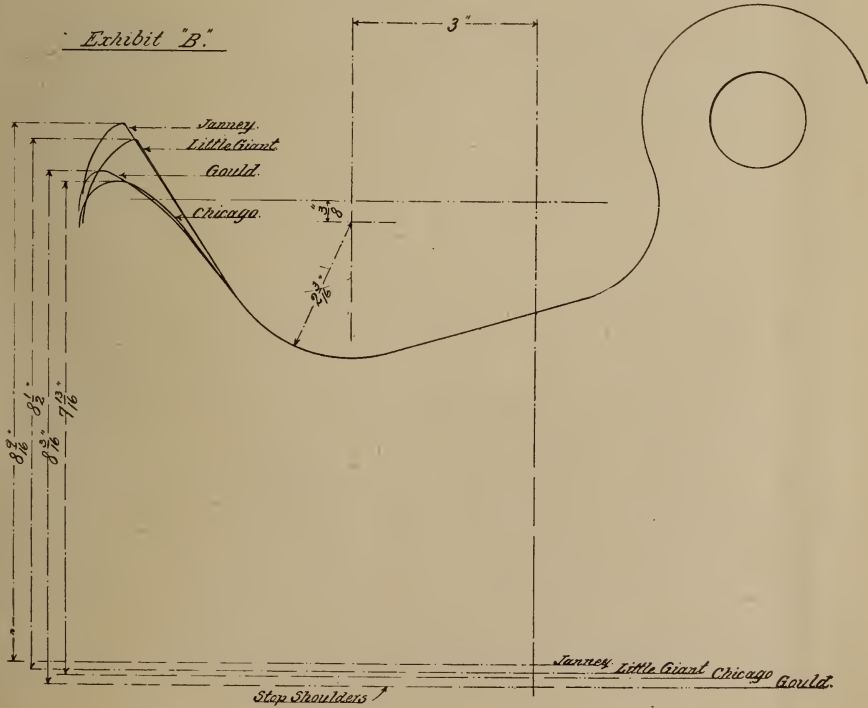 Exhibit "B".
3"
Janney.
Little Giant
Gould.
Chicago.
3/8"
2 3/16"
8 9/16"
8 1/2"
8 3/16"
7 13/16"
Janney. Little Giant Chicago Gould.
Stop Shoulders